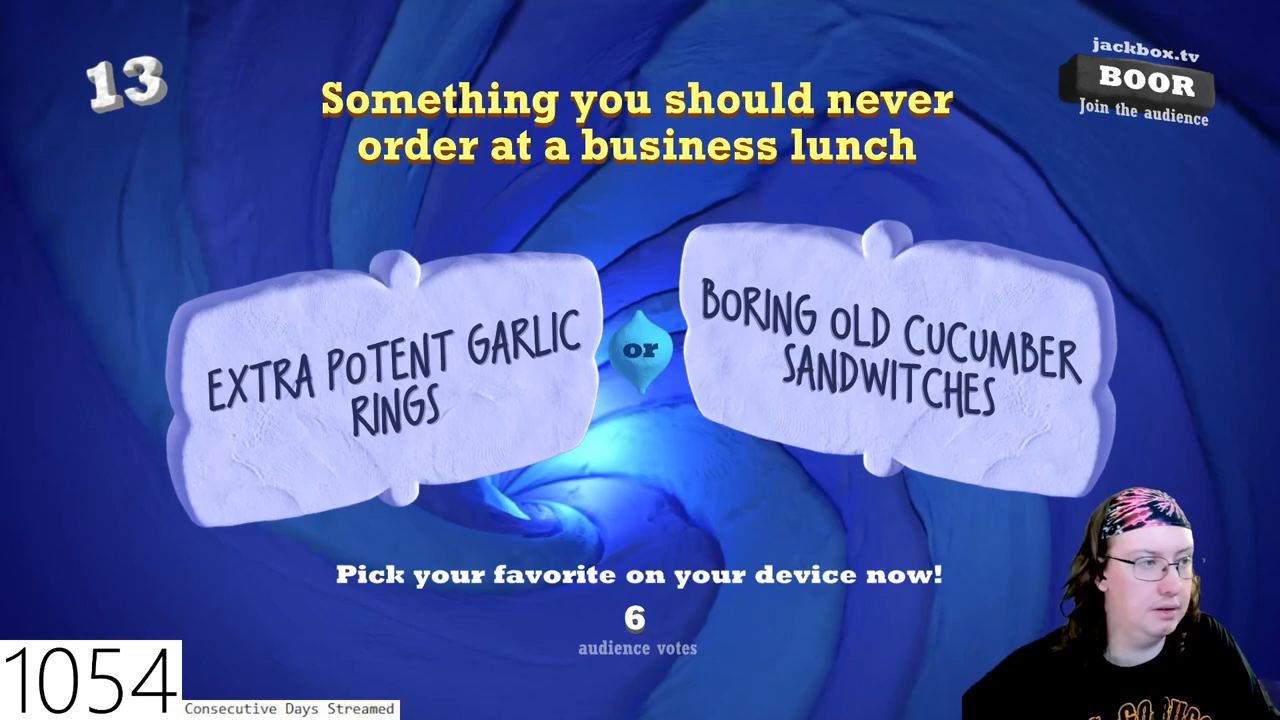 13
jackbox.tv
BOOR
Join the audience
Something you should never
order at a business lunch
EXTRA POTENT GARLIC
RINGS
or
BORING OLD CUCUMBER
SANDWITCHES
Pick your favorite on your device now!
6
audience votes
1054
Consecutive Days Streamed